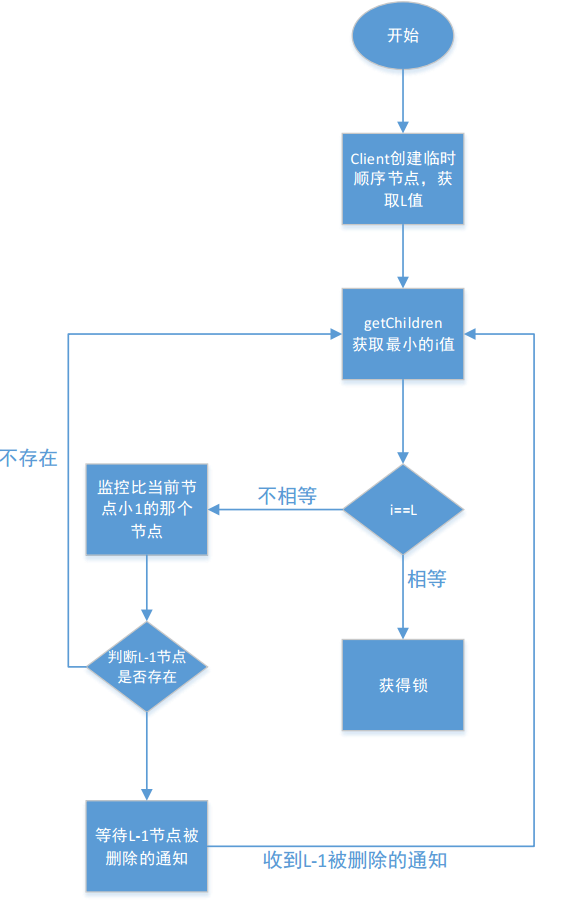 开始
Client创建临时
顺序节点，获
取L值
getChildren
获取最小的i值
不存在
监控比当前节
点小1的那个
节点
不相等
i==L
相等
判断L-1节点
是否存在
获得锁
等待L-1节点被
删除的通知
收到L-1被删除的通知